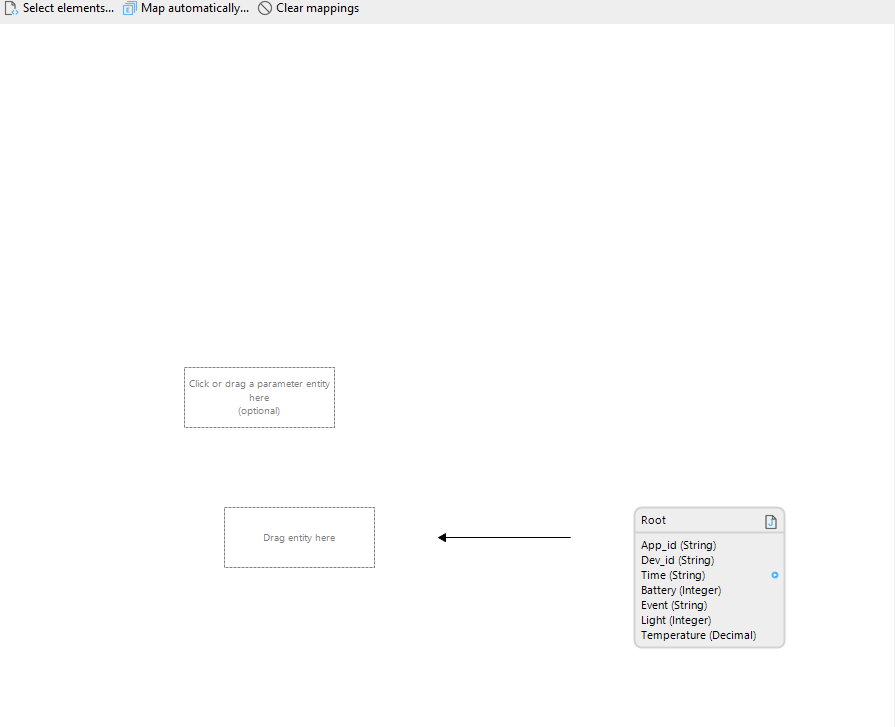 Select elements... Map automatically... Clear mappings
Click or drag a parameter entity
here
(optional)
Drag entity here
Root
App_id (String)
Dev_id (String)
Time (String)
Battery (Integer)
Event (String)
Light (Integer)
Temperature (Decimal)